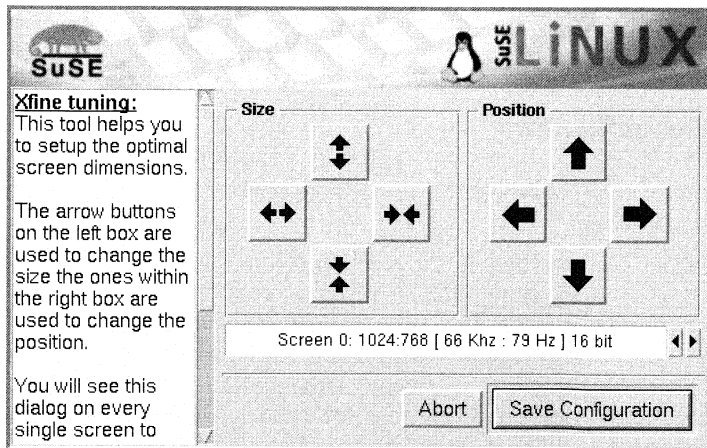 SuSE
SuSE LiNUX
Xfine tuning:
This tool helps you
to setup the optimal
screen dimensions.
The arrow buttons
on the left box are
used to change the
size the ones within
the right box are
used to change the
position.
You will see this
dialog on every
single screen to
Size
Position
Screen 0: 1024:768 [ 66 Khz : 79 Hz ] 16 bit
Abort
Save Configuration